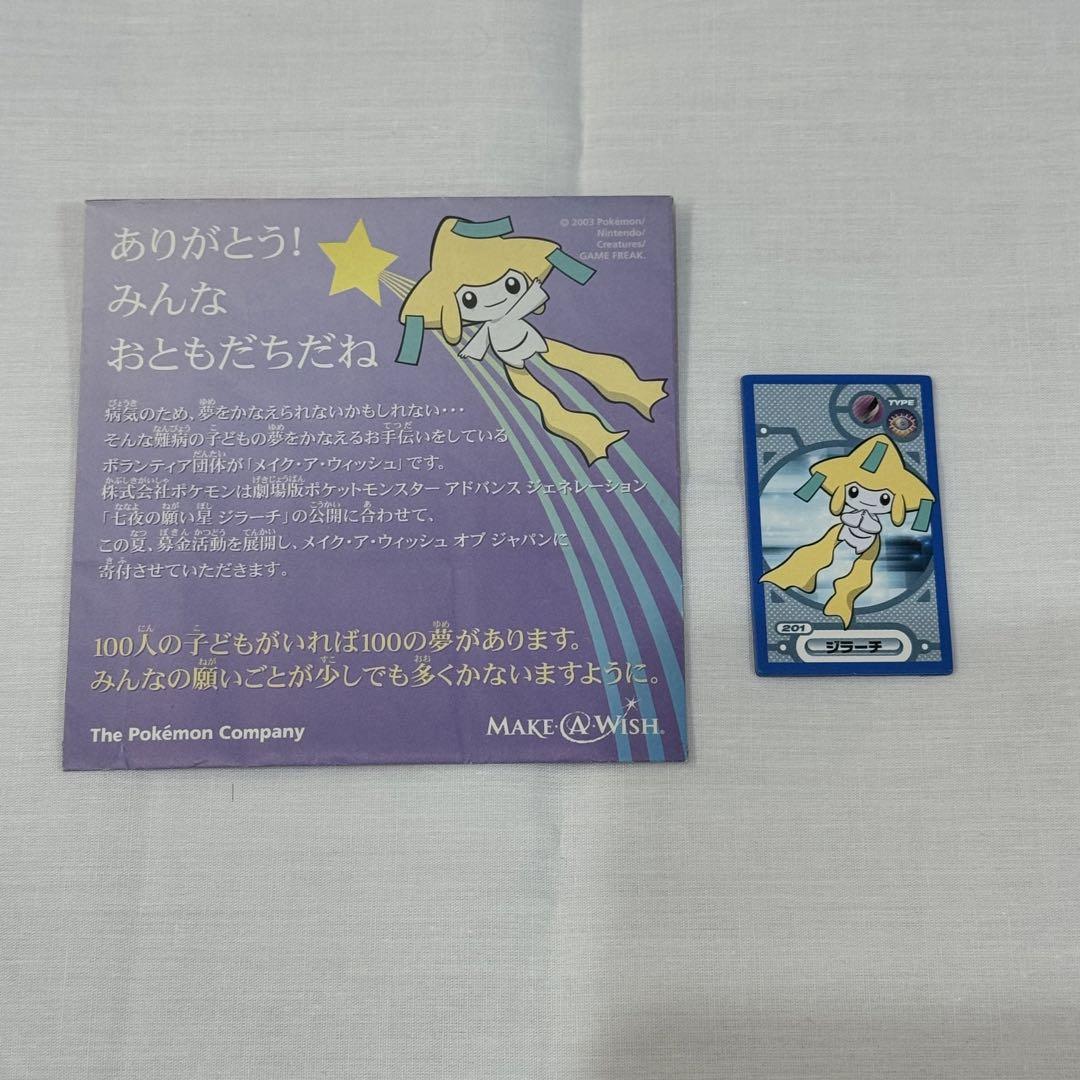 ありがとう!
みんな
おともだちだね
© 2003 Pokémon/
Nintendo/
Creatures/
GAME FREAK.
病気のため、夢をかなえられないかもしれない・・・
そんな難病の子どもの夢をかなえるお手伝いをしている
ボランティア団体が「メイク・ア・ウィッシュ」です。
株式会社ポケモンは劇場版ポケットモンスター アドバンス ジェネレーション
「七夜の願い星 ジラーチ」の公開に合わせて、
この夏、募金活動を展開し、メイク・ア・ウィッシュ オブ ジャパンに
寄付させていただきます。
100人の子どもがいれば100の夢があります。
みんなの願いごとが少しでも多くかないますように。
The Pokémon Company
MAKE·A·WISH®
TYPE
201
ジラーチ